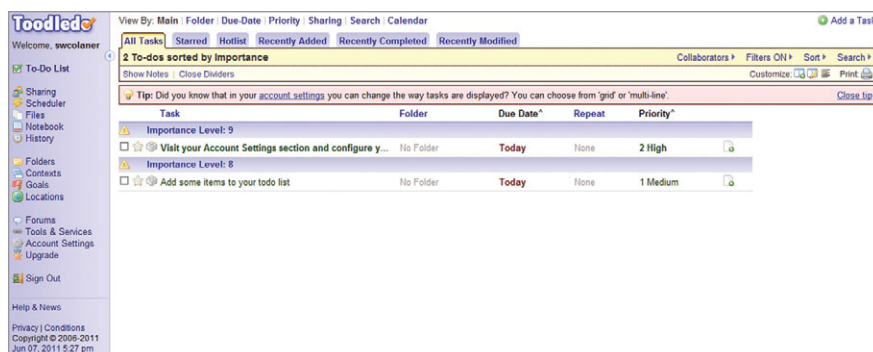 Toodledo
Welcome, swcolaner
To-Do List
Sharing
Scheduler
Files
Notebook
History
Folders
Contexts
Goals
Locations
Forums
Tools & Services
Account Settings
Upgrade
Sign Out
Help & News
Privacy | Conditions
Copyright © 2006-2011
Jun 07, 2011 5:27 pm
View By: Main | Folder | Due-Date | Priority | Sharing | Search | Calendar
Add a Task
All Tasks Starred Hotlist Recently Added Recently Completed Recently Modified
2 To-dos sorted by Importance Collaborators Filters ON Sort Search
Show Notes | Close Dividers Customize: Print:
Tip: Did you know that in your account settings you can change the way tasks are displayed? You can choose from 'grid' or 'multi-line'. Close tip
Task Folder Due Date^ Repeat Priority^
Importance Level: 9
Visit your Account Settings section and configure y... No Folder Today None 2 High
Importance Level: 8
Add some items to your todo list No Folder Today None 1 Medium